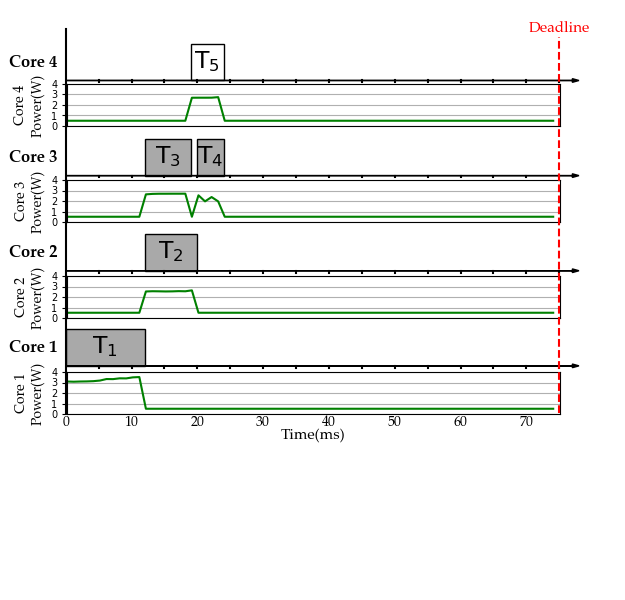 Deadline
Core 4
T5
Core 4
Power(W)
4
3
2
1
0
Core 3
T3
T4
Core 3
Power(W)
4
3
2
1
0
Core 2
T2
Core 2
Power(W)
4
3
2
1
0
Core 1
T1
Core 1
Power(W)
4
3
2
1
0
0 10 20 30 40 50 60 70
Time(ms)